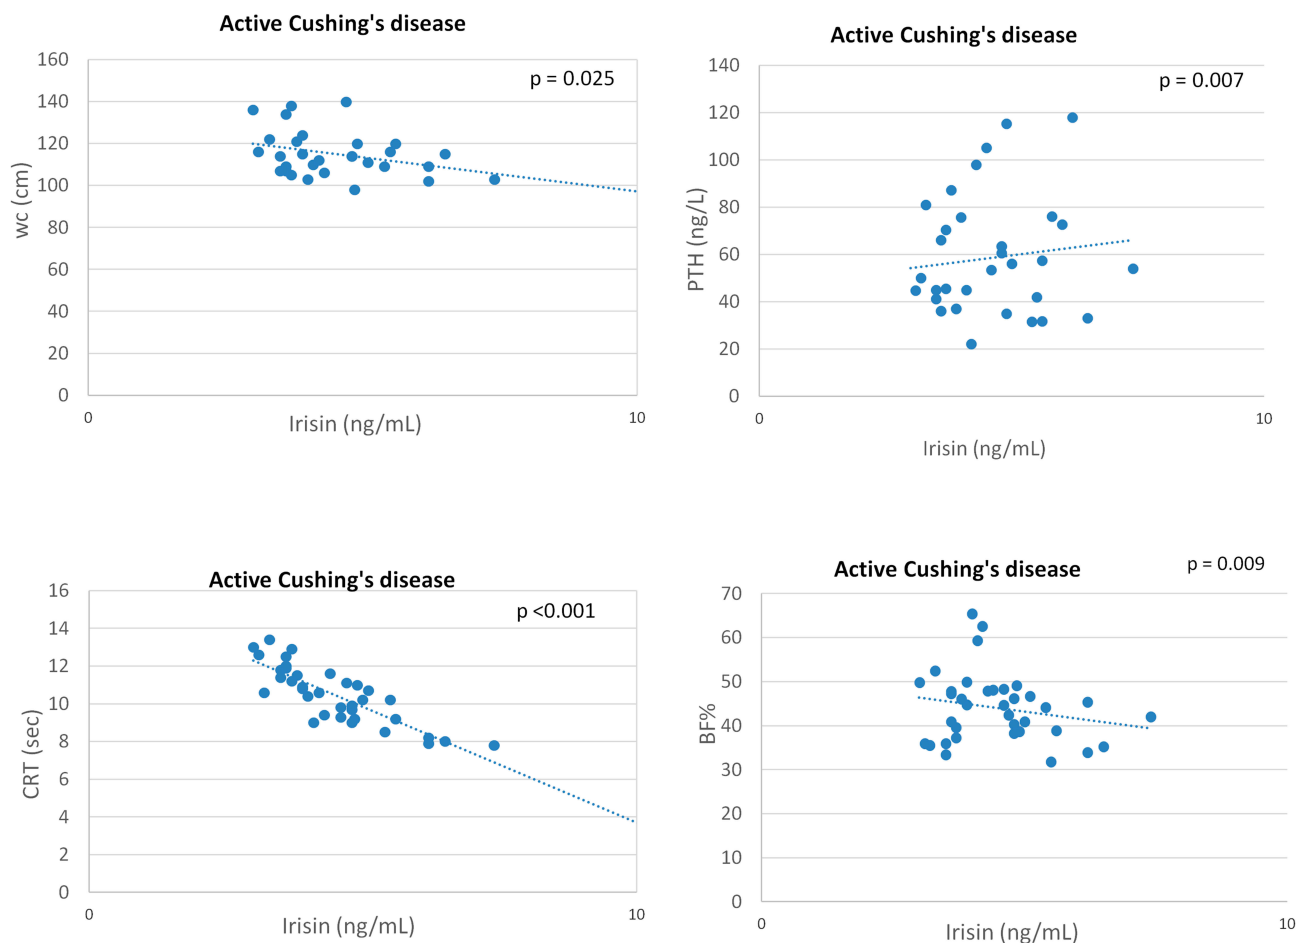 Active Cushing's disease
p = 0.025
160
140
120
100
80
60
40
20
0
wc (cm)
0
10
Irisin (ng/mL)
Active Cushing's disease
p = 0.007
140
120
100
80
60
40
20
0
PTH (ng/L)
0
10
Irisin (ng/mL)
Active Cushing's disease
p <0.001
16
14
12
10
8
6
4
2
0
CRT (sec)
0
10
Irisin (ng/mL)
Active Cushing's disease
p = 0.009
70
60
50
40
30
20
10
0
BF%
0
10
Irisin (ng/mL)